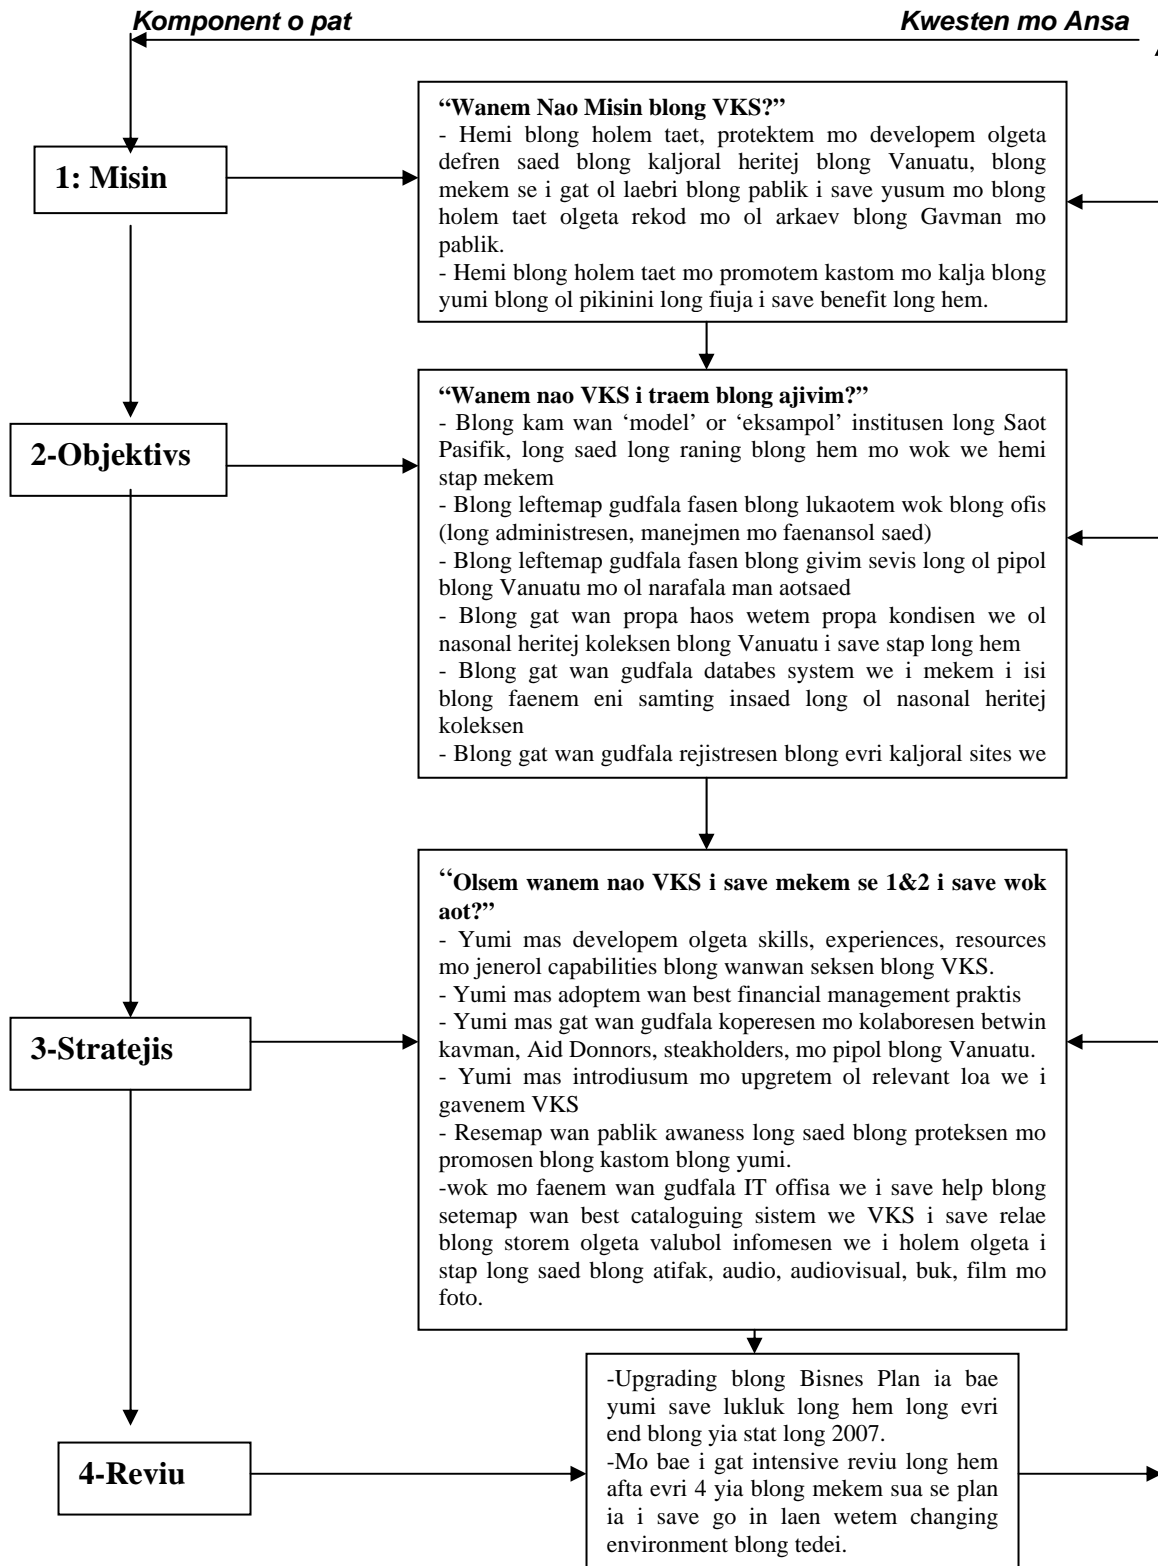 Komponent o pat
Kwesten mo Ansa
1: Misin
“Wanem Nao Misin blong VKS?”
- Hemi blong holem taet, protektem mo developem olgeta
defren saed blong kaljoral heritej blong Vanuatu, blong
mekem se i gat ol laebri blong pablik i save yusum mo blong
holem taet olgeta rekod mo ol arkaev blong Gavman mo
pablik.
- Hemi blong holem taet mo promotem kastom mo kalja blong
yumi blong ol pikinini long fiuja i save benefit long hem.
2-Objektivs
“Wanem nao VKS i traem blong ajivim?”
- Blong kam wan ‘model’ or ‘eksampol’ institusen long Saot
Pasifik, long saed long raning blong hem mo wok we hemi
stap mekem
- Blong leftemap gudfala fasen blong lukaotem wok blong ofis
(long administresen, manejmen mo faenansol saed)
- Blong leftemap gudfala fasen blong givim sevis long ol pipol
blong Vanuatu mo ol narafala man aotsaed
- Blong gat wan propa haos wetem propa kondisen we ol
nasonal heritej koleksen blong Vanuatu i save stap long hem
- Blong gat wan gudfala databes system we i mekem i isi
blong faenem eni samting insaed long ol nasonal heritej
koleksen
- Blong gat wan gudfala rejistresen blong evri kaljoral sites we
3-Stratejis
“Olsem wanem nao VKS i save mekem se 1&2 i save wok
aot?”
- Yumi mas developem olgeta skills, experiences, resources
mo jenerol capabilities blong wanwan seksen blong VKS.
- Yumi mas adoptem wan best financial management praktis
- Yumi mas gat wan gudfala koperesen mo kolaboresen betwin
kavman, Aid Donnors, steakholders, mo pipol blong Vanuatu.
- Yumi mas introdiusum mo upgretem ol relevant loa we i
gavenem VKS
- Resemap wan pablik awaness long saed blong proteksen mo
promosen blong kastom blong yumi.
-wok mo faenem wan gudfala IT offisa we i save help blong
setemap wan best cataloguing sistem we VKS i save relae
blong storem olgeta valubol infomesen we i holem olgeta i
stap long saed blong atifak, audio, audiovisual, buk, film mo
foto.
4-Reviu
-Upgrading blong Bisnes Plan ia bae
yumi save lukluk long hem long evri
end blong yia stat long 2007.
-Mo bae i gat intensive reviu long hem
afta evri 4 yia blong mekem sua se plan
ia i save go in laen wetem changing
environment blong tedei.